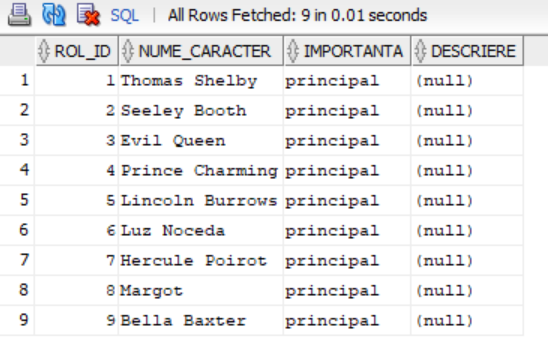 SQL | All Rows Fetched: 9 in 0.01 seconds
ROL_ID NUME_CARACTER IMPORTANTA DESCRIERE
1 1 Thomas Shelby principal (null)
2 2 Seeley Booth principal (null)
3 3 Evil Queen principal (null)
4 4 Prince Charming principal (null)
5 5 Lincoln Burrows principal (null)
6 6 Luz Noceda principal (null)
7 7 Hercule Poirot principal (null)
8 8 Margot principal (null)
9 9 Bella Baxter principal (null)